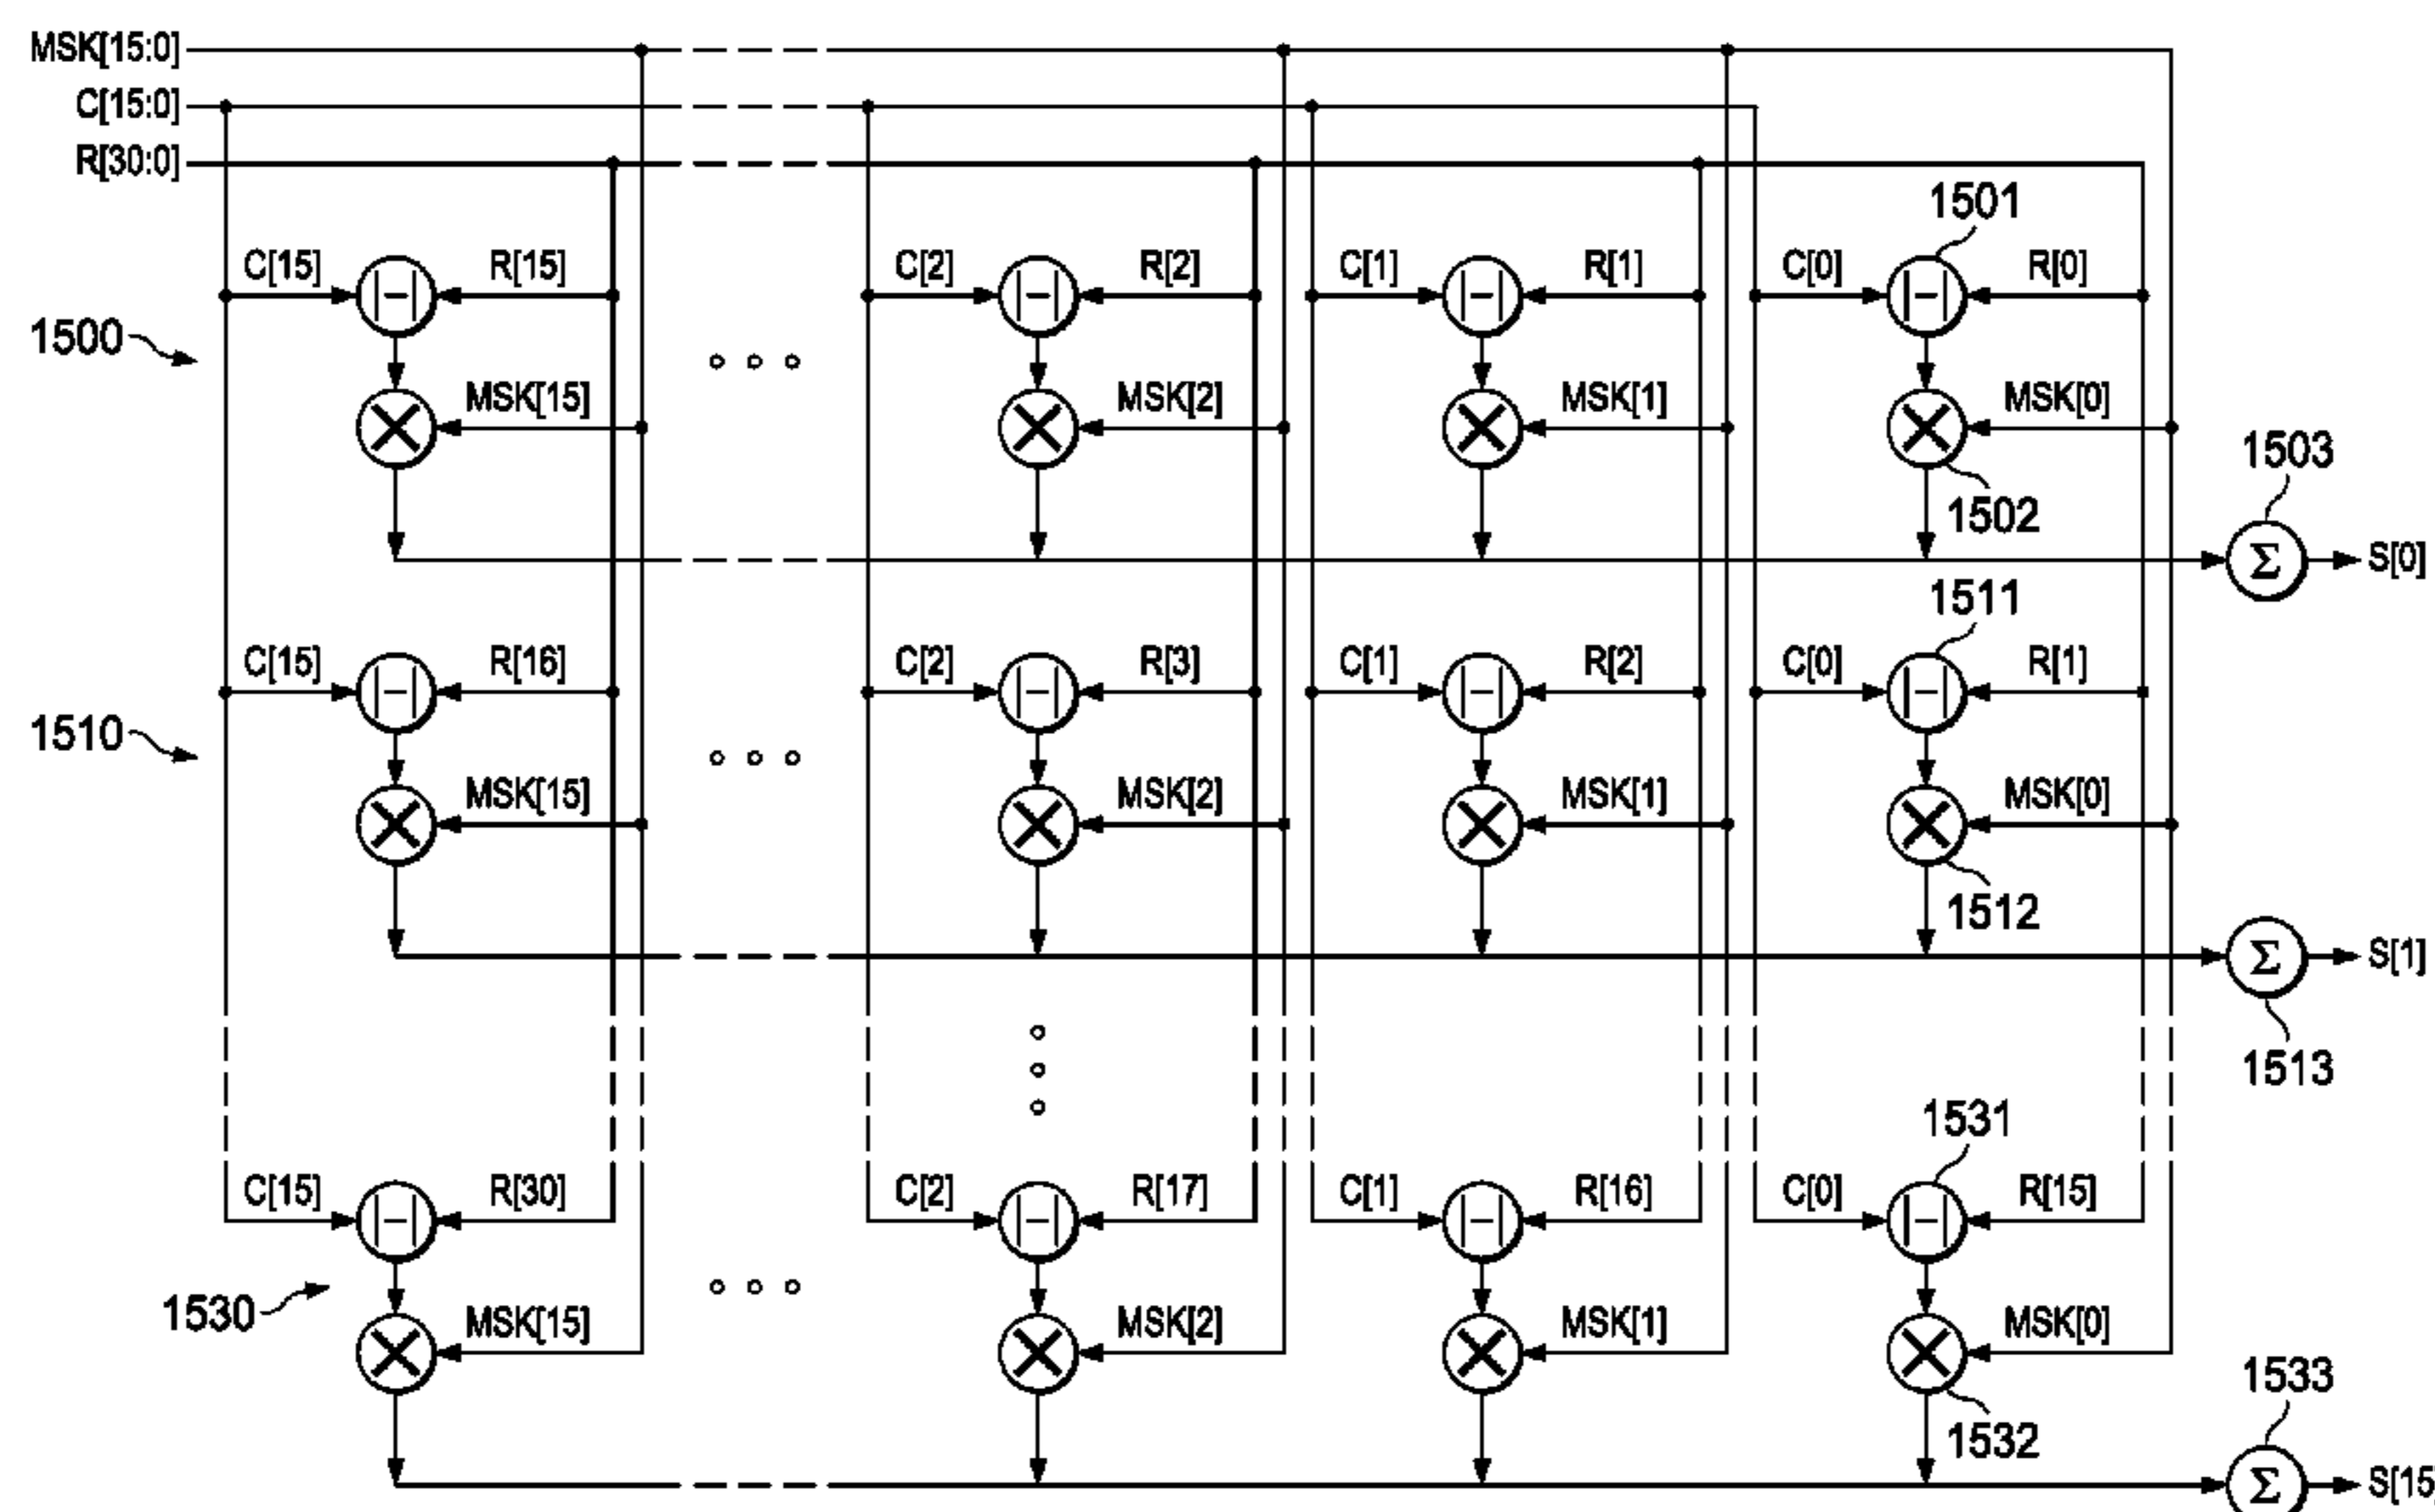 MSK[15:0]
C[15:0]
R[30:0]
1501
C[15] R[15] C[2] R[2] C[1] R[1] C[0] R[0]
1500
MSK[15] MSK[2] MSK[1] MSK[0]
1503
1502
Σ S[0]
1511
C[15] R[16] C[2] R[3] C[1] R[2] C[0] R[1]
1510
MSK[15] MSK[2] MSK[1] MSK[0]
1512
Σ S[1]
1513
1531
C[15] R[30] C[2] R[17] C[1] R[16] C[0] R[15]
1530
MSK[15] MSK[2] MSK[1] MSK[0]
1533
1532
Σ S[15]